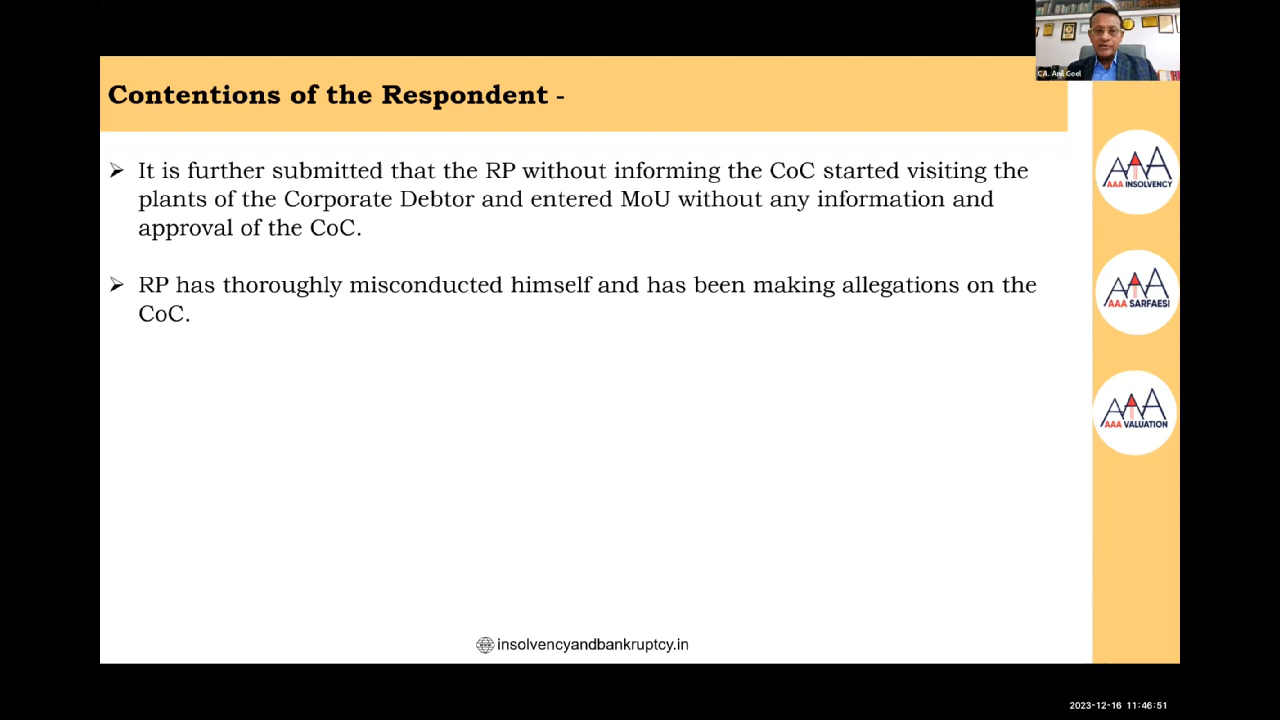 CA. Anil Goel
Contentions of the Respondent -
➢ It is further submitted that the RP without informing the CoC started visiting the
plants of the Corporate Debtor and entered MoU without any information and
approval of the CoC.
➢ RP has thoroughly misconducted himself and has been making allegations on the
CoC.
AAA INSOLVENCY
AAA SARFAESI
AAA VALUATION
insolvencyandbankruptcy.in
2023-12-16 11:46:51